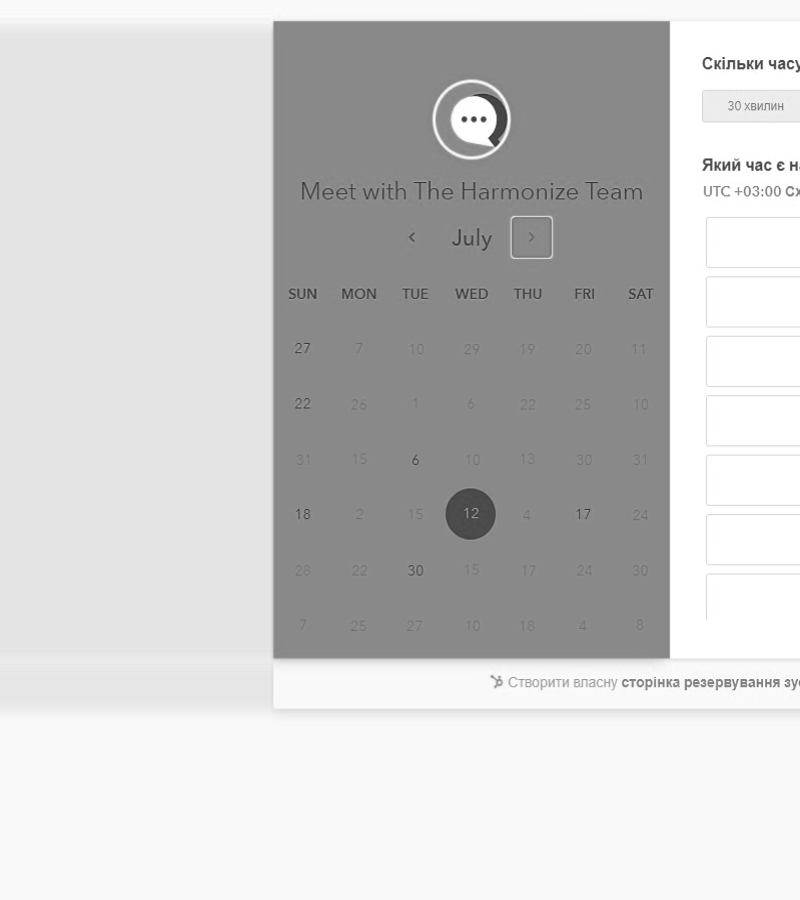 Meet with The Harmonize Team
July
SUN MON TUE WED THU FRI SAT
27 7 10 29 19 20 11
22 26 1 6 22 25 10
31 15 6 10 13 30 31
18 2 15 12 4 17 24
28 22 30 15 17 24 30
7 25 27 10 18 4 8
Скільки часу
30 хвилин
Який час є
UTC +03:00
Створити власну сторінка резервування